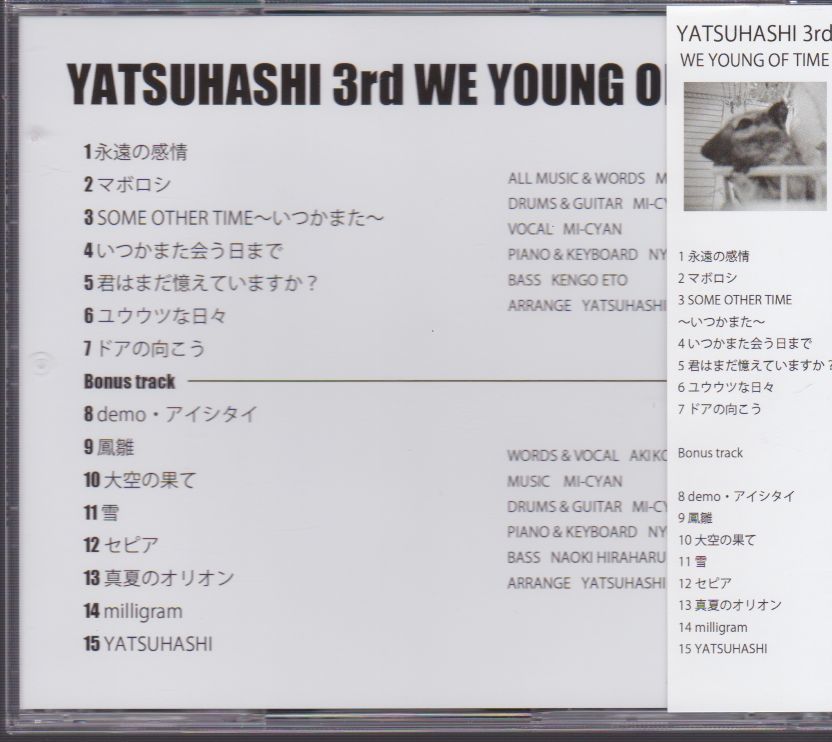 YATSUHASHI 3rd WE YOUNG
1 永遠の感情
2 マボロシ
3 SOME OTHER TIME～いつかまた～
4 いつかまた会う日まで
5 君はまだ憶えていますか？
6 ユウウツな日々
7 ドアの向こう
ALL MUSIC & WORDS
DRUMS & GUITAR
VOCAL MI-CYAN
PIANO & KEYBOARD
BASS KENGO ETO
ARRANGE YATSUHASHI
Bonus track
8 demo・アイシタイ
9 鳳雛
10 大空の果て
11 雪
12 セピア
13 真夏のオリオン
14 milligram
15 YATSUHASHI
WORDS & VOCAL
MUSIC MI-CYAN
DRUMS & GUITAR
PIANO & KEYBOARD
BASS NAOKI HIRAHARU
ARRANGE YATSUHASHI
YATSUHASHI 3rd
WE YOUNG OF TIME
1 永遠の感情
2 マボロシ
3 SOME OTHER TIME
～いつかまた～
4 いつかまた会う日まで
5 君はまだ憶えていますか？
6 ユウウツな日々
7 ドアの向こう
Bonus track
8 demo・アイシタイ
9 鳳雛
10 大空の果て
11 雪
12 セピア
13 真夏のオリオン
14 milligram
15 YATSUHASHI